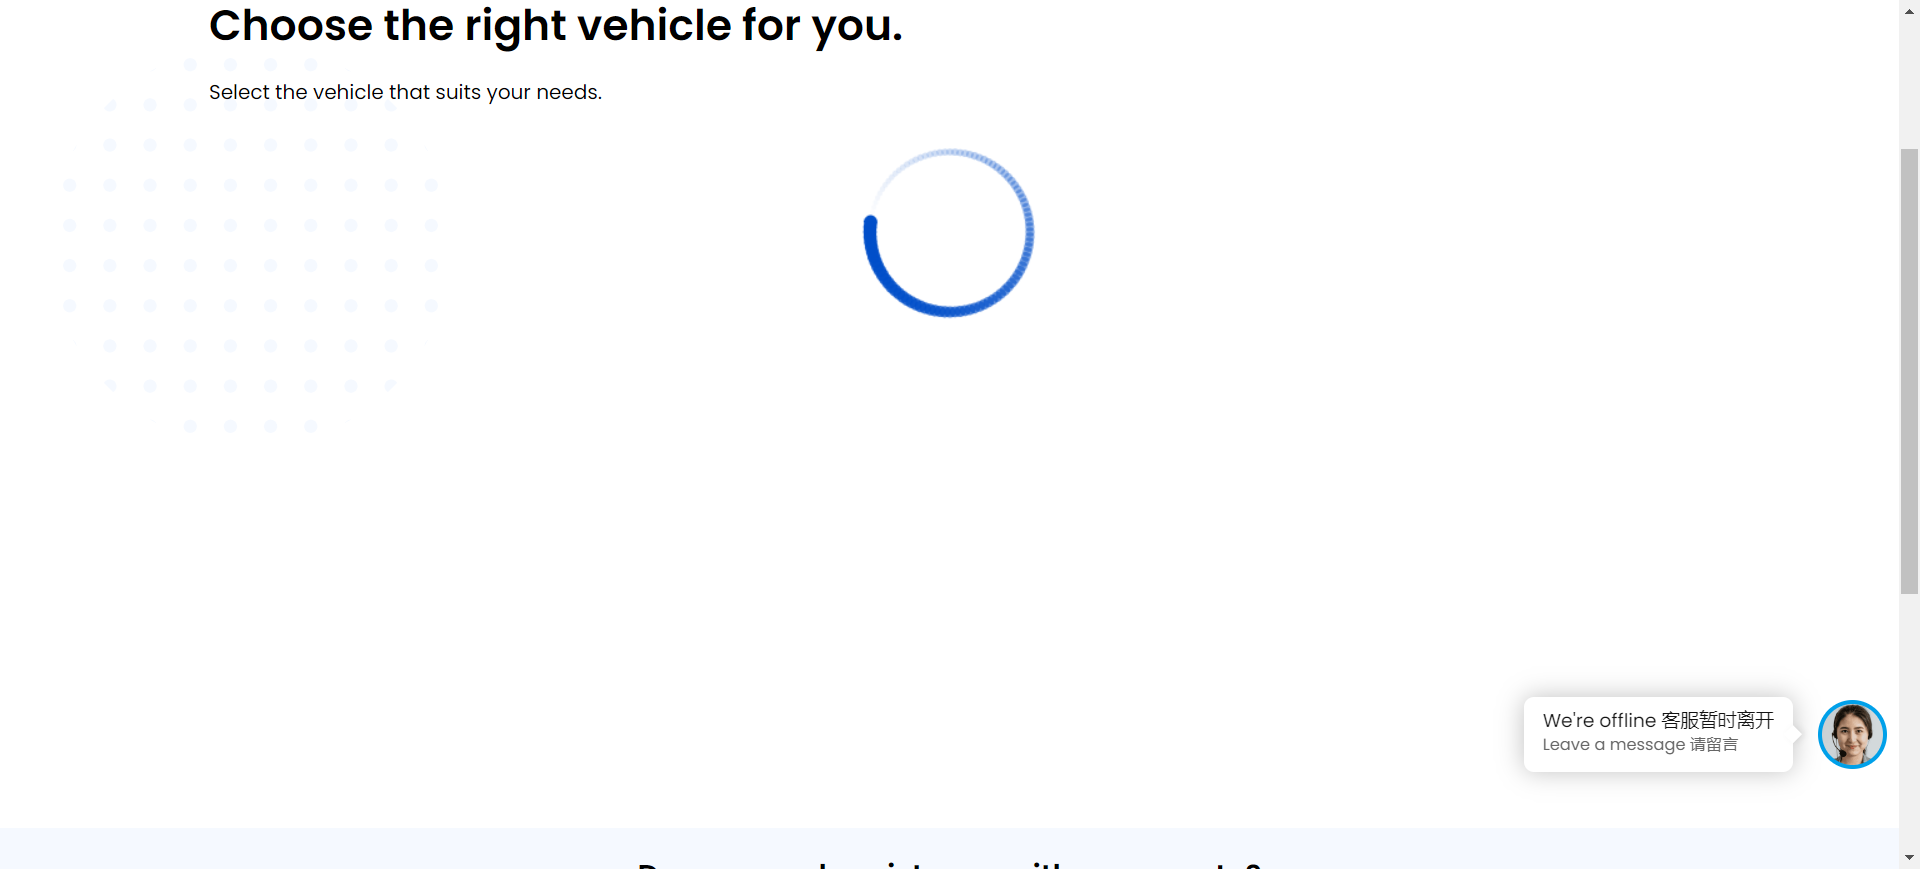 Choose the right vehicle for you.
Select the vehicle that suits your needs.
We're offline 客服暂时离开
Leave a message 请留言